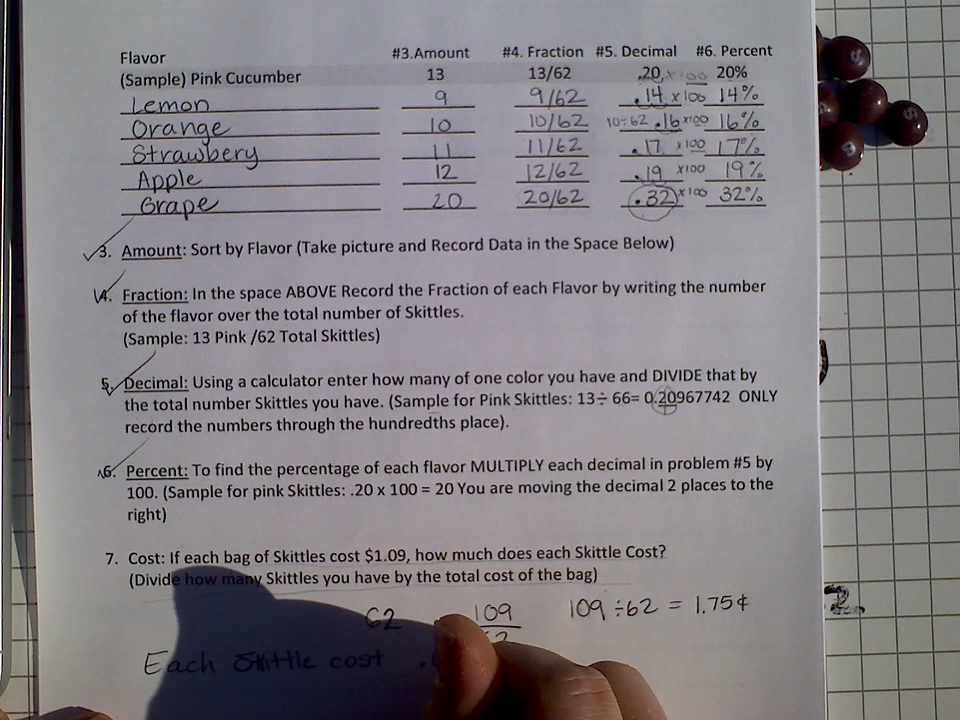 Flavor #3.Amount #4. Fraction #5. Decimal #6. Percent
(Sample) Pink Cucumber 13 13/62 .20 x 100 20%
Lemon 9 9/62 .14 x 100 14%
Orange 10 10/62 10÷62 .16 x100 16%
Strawbery 11 11/62 .17 x100 17%
Apple 12 12/62 .19 x100 19%
Grape 20 20/62 .32 x100 32%
3. Amount: Sort by Flavor (Take picture and Record Data in the Space Below)
4. Fraction: In the space ABOVE Record the Fraction of each Flavor by writing the number
of the flavor over the total number of Skittles.
(Sample: 13 Pink /62 Total Skittles)
5. Decimal: Using a calculator enter how many of one color you have and DIVIDE that by
the total number Skittles you have. (Sample for Pink Skittles: 13÷ 66= 0.20967742 ONLY
record the numbers through the hundredths place).
6. Percent: To find the percentage of each flavor MULTIPLY each decimal in problem #5 by
100. (Sample for pink Skittles: .20 x 100 = 20 You are moving the decimal 2 places to the
right)
7. Cost: If each bag of Skittles cost $1.09, how much does each Skittle Cost?
(Divide how many Skittles you have by the total cost of the bag)
62 109 109 ÷62 = 1.75¢
Each Skittle cost